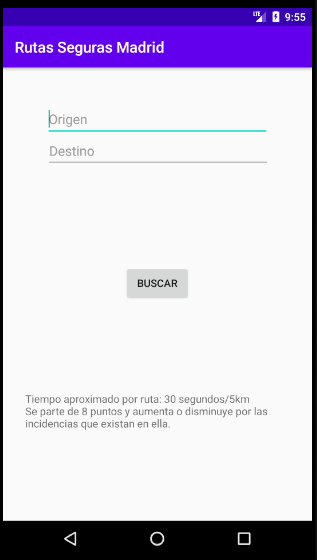 LTE 9:55
Rutas Seguras Madrid
Origen
Destino
BUSCAR
Tiempo aproximado por ruta: 30 segundos/5km
Se parte de 8 puntos y aumenta o disminuye por las
incidencias que existan en ella.